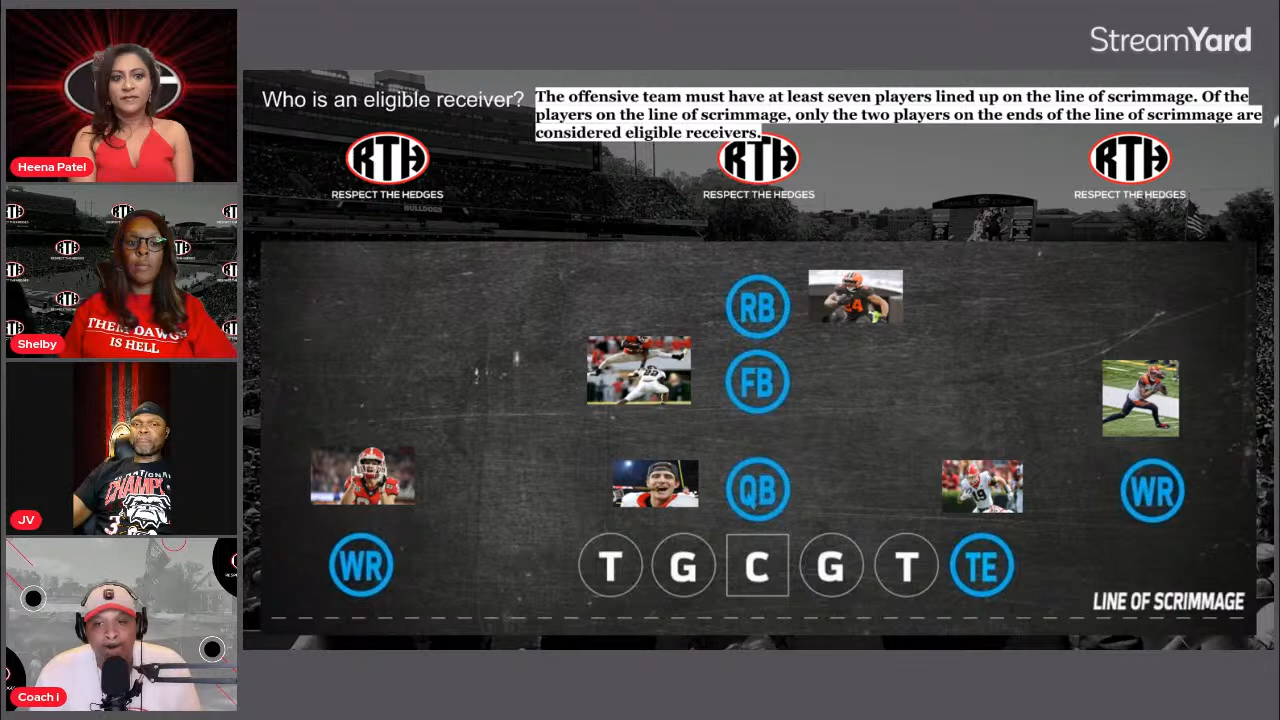 StreamYard
Who is an eligible receiver?
The offensive team must have at least seven players lined up on the line of scrimmage. Of the
players on the line of scrimmage, only the two players on the ends of the line of scrimmage are
considered eligible receivers.
RTH
RESPECT THE HEDGES
RTH
RESPECT THE HEDGES
RTH
RESPECT THE HEDGES
Heena Patel
THEM DAWGS
IS HELL
Shelby
NATIONAL
CHAMPS
JV
Coach i
RB
FB
QB
WR
WR
T G C G T TE
LINE OF SCRIMMAGE